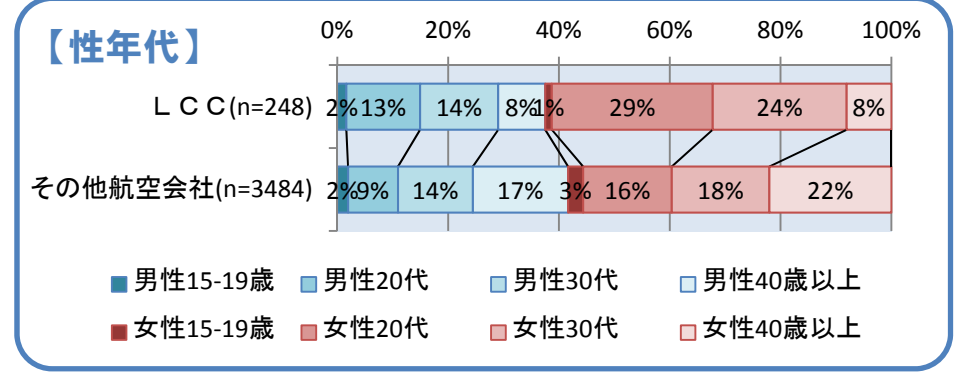 【性年代】
0% 20% 40% 60% 80% 100%
ＬＣＣ(n=248) 2% 13% 14% 8% 1% 29% 24% 8%
その他航空会社(n=3484) 2% 9% 14% 17% 3% 16% 18% 22%
男性15-19歳 男性20代 男性30代 男性40歳以上
女性15-19歳 女性20代 女性30代 女性40歳以上